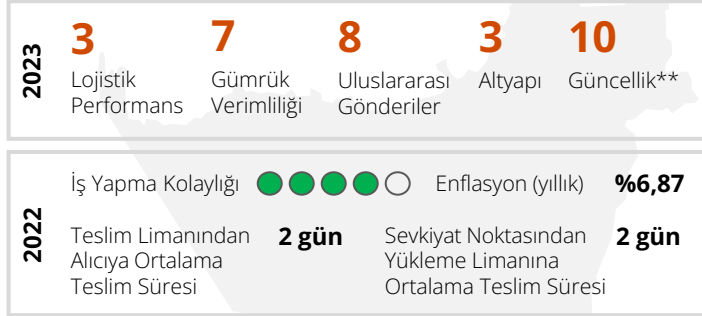 2023
3
Lojistik
Performans
7
Gümrük
Verimliliği
8
Uluslararası
Gönderiler
3
Altyapı
10
Güncellik**
2022
İş Yapma Kolaylığı
Enflasyon (yıllık) %6,87
Teslim Limanından
Alıcıya Ortalama
Teslim Süresi
2 gün
Sevkiyat Noktasından
Yükleme Limanına
Ortalama Teslim Süresi
2 gün